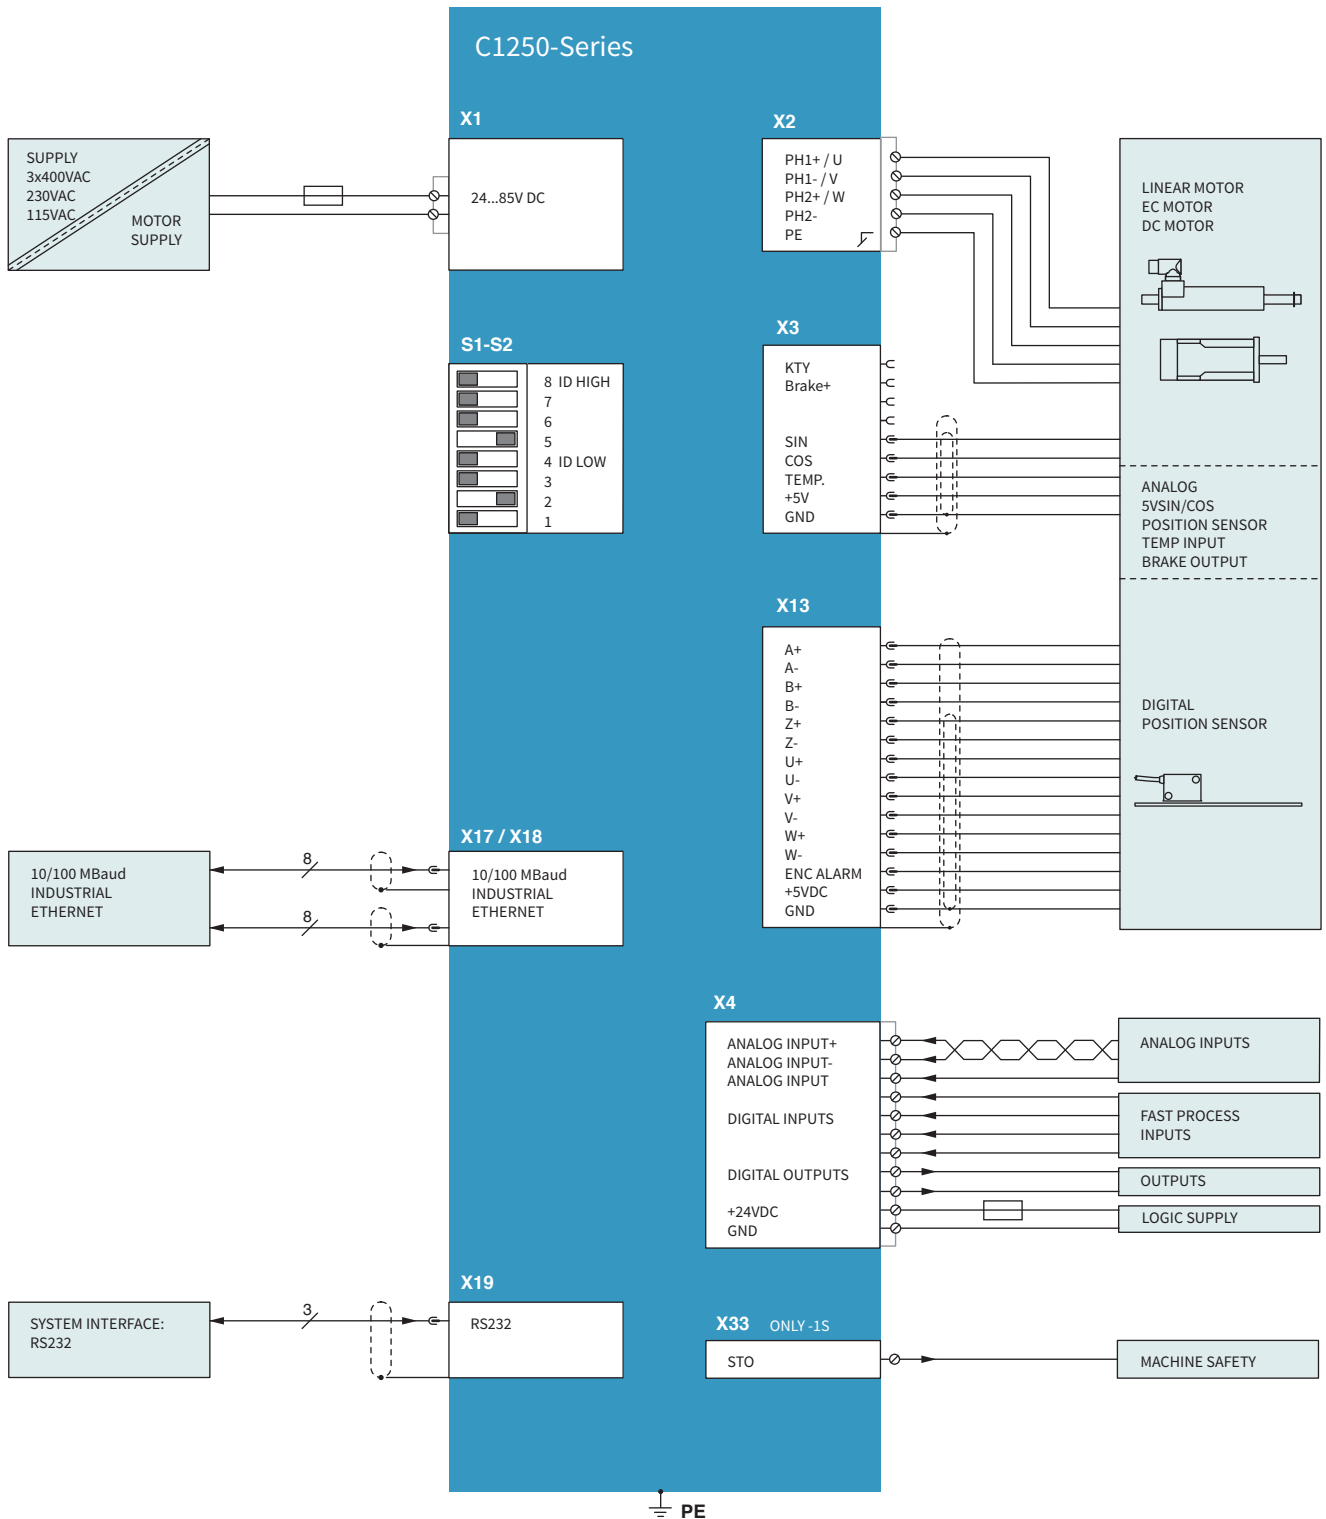 C1250-Series
X1
SUPPLY
3x400VAC
230VAC
115VAC
MOTOR
SUPPLY
24...85V DC
X2
PH1+ / U
PH1- / V
PH2+ / W
PH2-
PE
LINEAR MOTOR
EC MOTOR
DC MOTOR
S1-S2
8 ID HIGH
7
6
5
4 ID LOW
3
2
1
X3
KTY
Brake+
SIN
COS
TEMP.
+5V
GND
ANALOG
5VSIN/COS
POSITION SENSOR
TEMP INPUT
BRAKE OUTPUT
X13
A+
A-
B+
B-
Z+
Z-
U+
U-
V+
V-
W+
W-
ENC ALARM
+5VDC
GND
DIGITAL
POSITION SENSOR
X17 / X18
10/100 MBaud
INDUSTRIAL
ETHERNET
8
8
10/100 MBaud
INDUSTRIAL
ETHERNET
X4
ANALOG INPUT+
ANALOG INPUT-
ANALOG INPUT
DIGITAL INPUTS
DIGITAL OUTPUTS
+24VDC
GND
ANALOG INPUTS
FAST PROCESS
INPUTS
OUTPUTS
LOGIC SUPPLY
X19
SYSTEM INTERFACE:
RS232
3
RS232
X33 ONLY -1S
STO
MACHINE SAFETY
PE